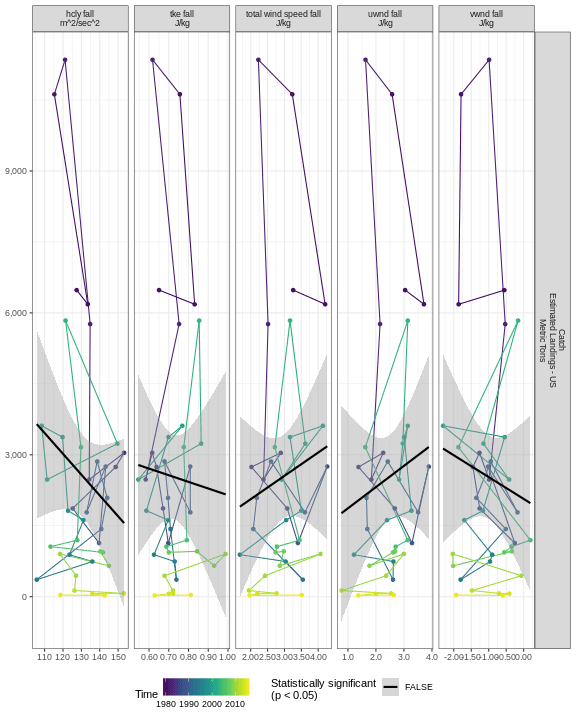 hcly fall
m^2/sec^2
tke fall
J/kg
total wind speed fall
J/kg
uwnd fall
J/kg
vwnd fall
J/kg
9,000
6,000
3,000
0
Catch
Estimated Landings - US
Metric Tons
110 120 130 140 150
0.60 0.70 0.80 0.90 1.00
2.00 2.50 3.00 3.50 4.00
1.0 2.0 3.0 4.0
-2.00 -1.50 -1.00 -0.50 0.00
Time
1980 1990 2000 2010
Statistically significant
(p < 0.05)
FALSE